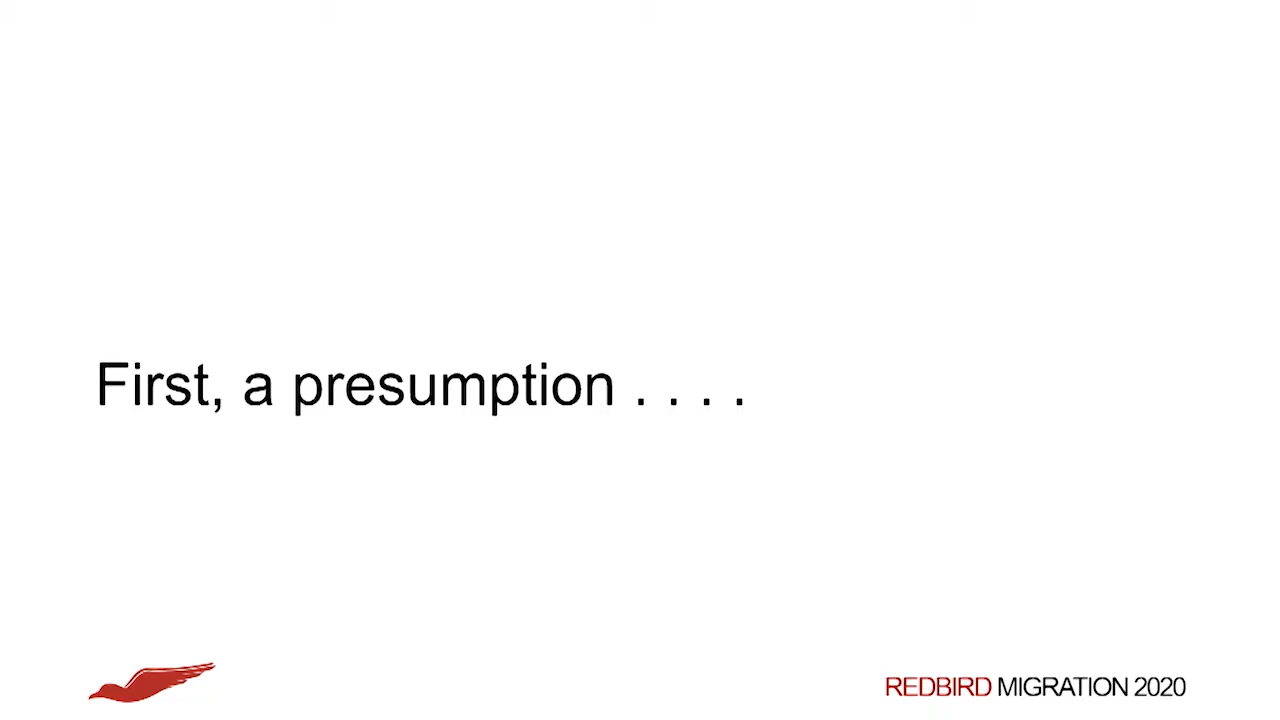 First, a presumption . . . .
REDBIRD MIGRATION 2020